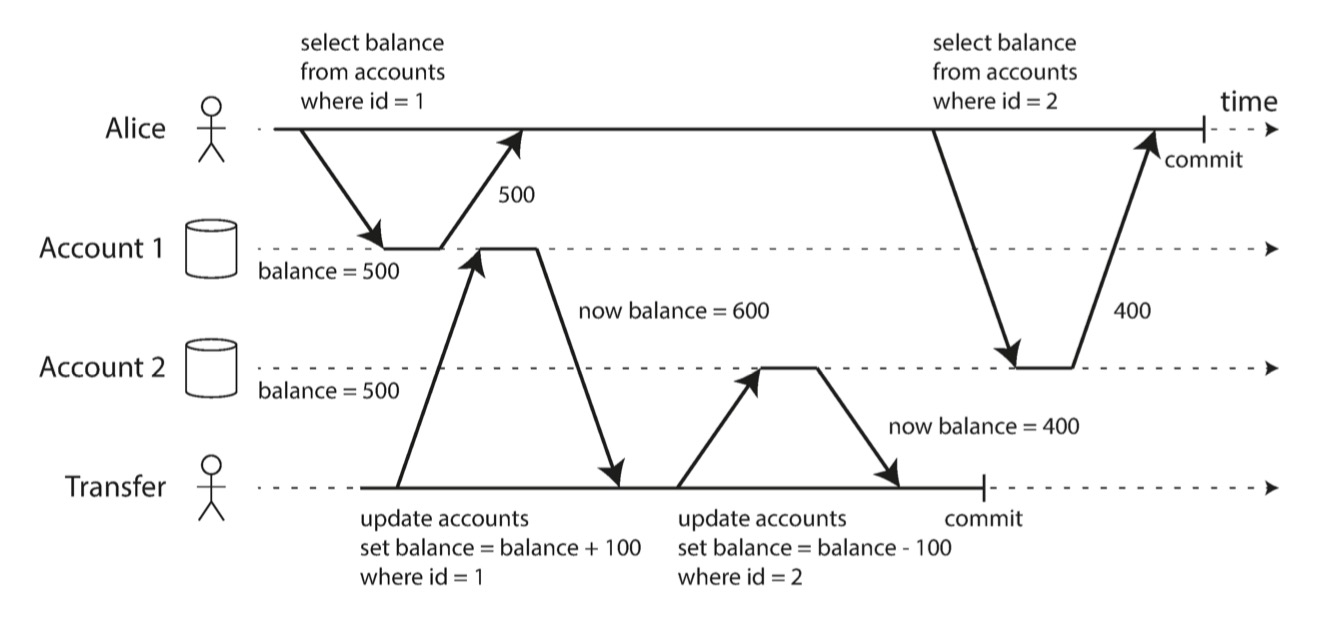 select balance
from accounts
where id = 1
select balance
from accounts
where id = 2
time
Alice
commit
500
Account 1
balance = 500
now balance = 600
400
Account 2
balance = 500
now balance = 400
Transfer
commit
update accounts
set balance = balance + 100
where id = 1
update accounts
set balance = balance - 100
where id = 2